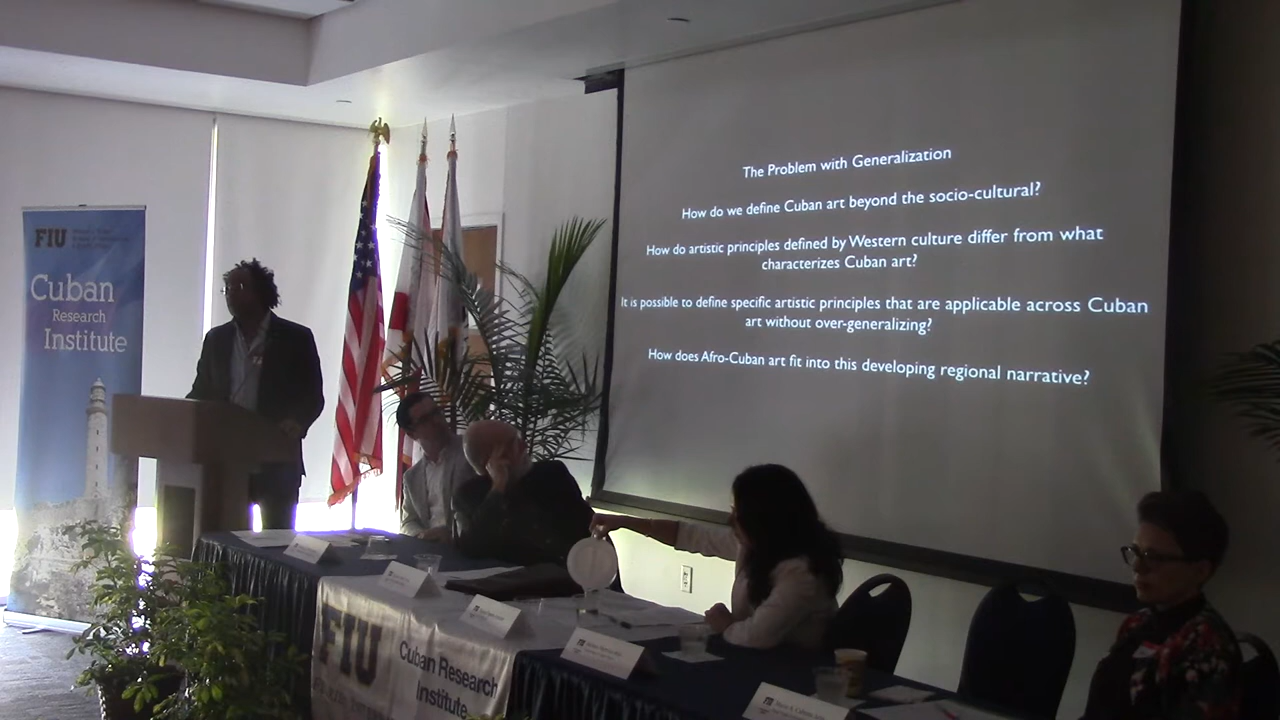 The Problem with Generalization
How do we define Cuban art beyond the socio-cultural?
How do artistic principles defined by Western culture differ from what
characterizes Cuban art?
It is possible to define specific artistic principles that are applicable across Cuban
art without over-generalizing?
How does Afro-Cuban art fit into this developing regional narrative?
FIU
Cuban
Research
Institute
FIU
Cuban Research
Institute